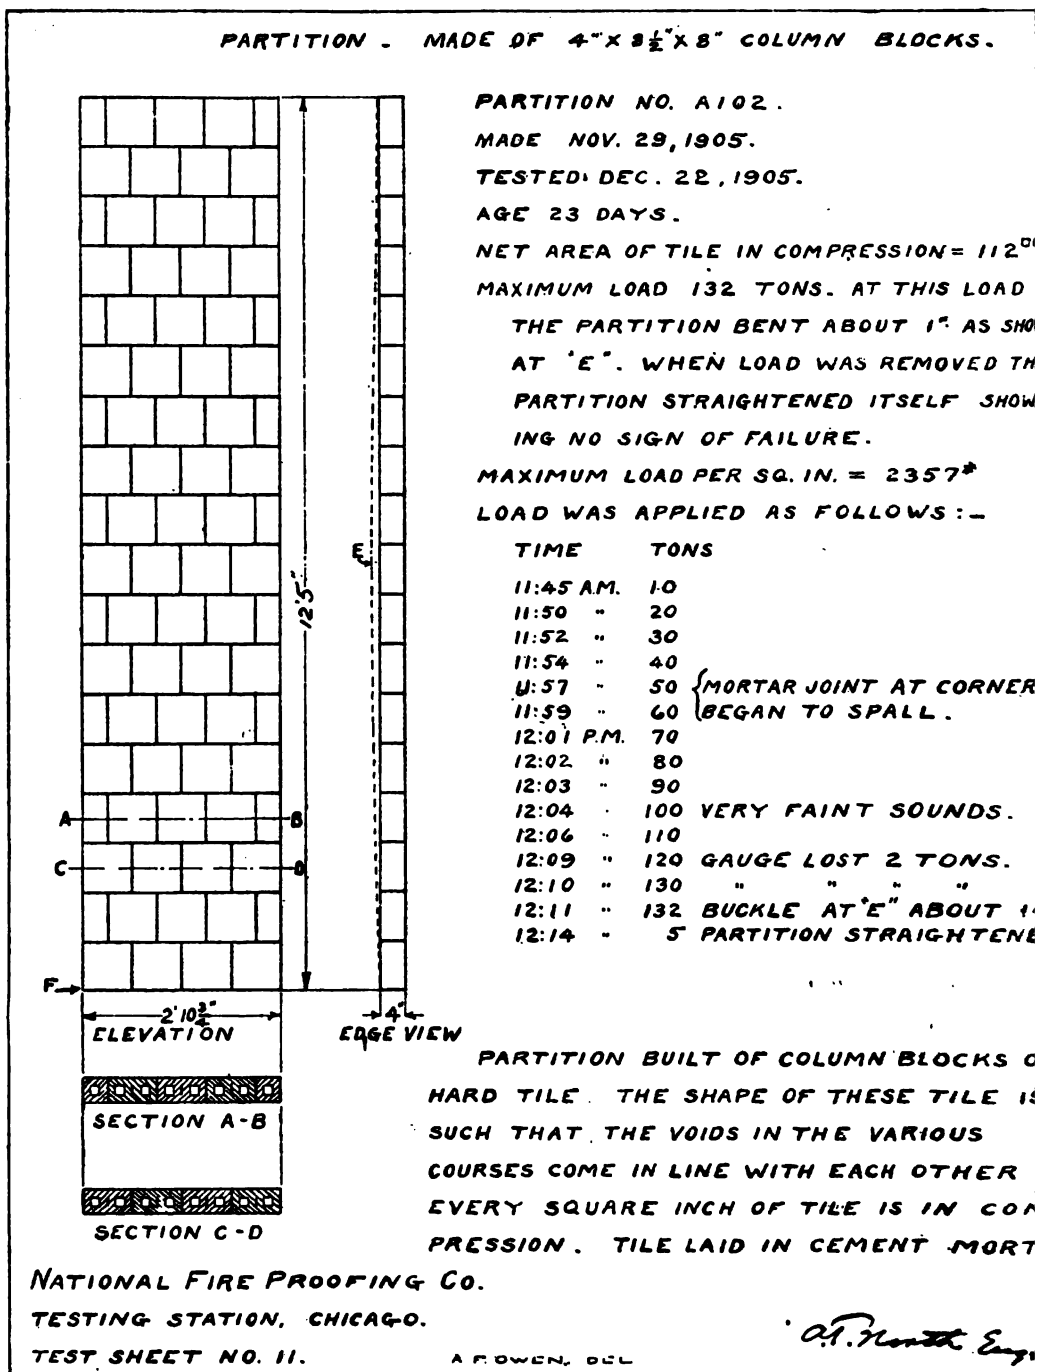 PARTITION - MADE OF 4"X 8½"X 8" COLUMN BLOCKS.
PARTITION NO. A102.
MADE NOV. 29, 1905.
TESTED: DEC. 22, 1905.
AGE 23 DAYS.
NET AREA OF TILE IN COMPRESSION = 112
MAXIMUM LOAD 132 TONS. AT THIS LOAD
THE PARTITION BENT ABOUT 1" AS SHO
AT "E". WHEN LOAD WAS REMOVED TH
PARTITION STRAIGHTENED ITSELF SHOW
ING NO SIGN OF FAILURE.
MAXIMUM LOAD PER SQ. IN. = 2357#
LOAD WAS APPLIED AS FOLLOWS:-
TIME TONS
11:45 A.M. 10
11:50 " 20
11:52 " 30
11:54 " 40
11:57 " 50 {MORTAR JOINT AT CORNER
11:59 " 60 BEGAN TO SPALL.
12:01 P.M. 70
12:02 " 80
12:03 " 90
12:04 " 100 VERY FAINT SOUNDS.
12:06 " 110
12:09 " 120 GAUGE LOST 2 TONS.
12:10 " 130 " " " "
12:11 " 132 BUCKLE AT "E" ABOUT
12:14 " 5 PARTITION STRAIGHTENE
12'5"
E
A B
C D
F
2'10¾"
4"
ELEVATION
EDGE VIEW
SECTION A-B
SECTION C-D
PARTITION BUILT OF COLUMN BLOCKS O
HARD TILE. THE SHAPE OF THESE TILE IS
SUCH THAT THE VOIDS IN THE VARIOUS
COURSES COME IN LINE WITH EACH OTHER
EVERY SQUARE INCH OF TILE IS IN COM
PRESSION. TILE LAID IN CEMENT MORT
NATIONAL FIRE PROOFING CO.
TESTING STATION, CHICAGO.
TEST SHEET NO. 11.
A F. OWEN, DEL
A.T. North Engr